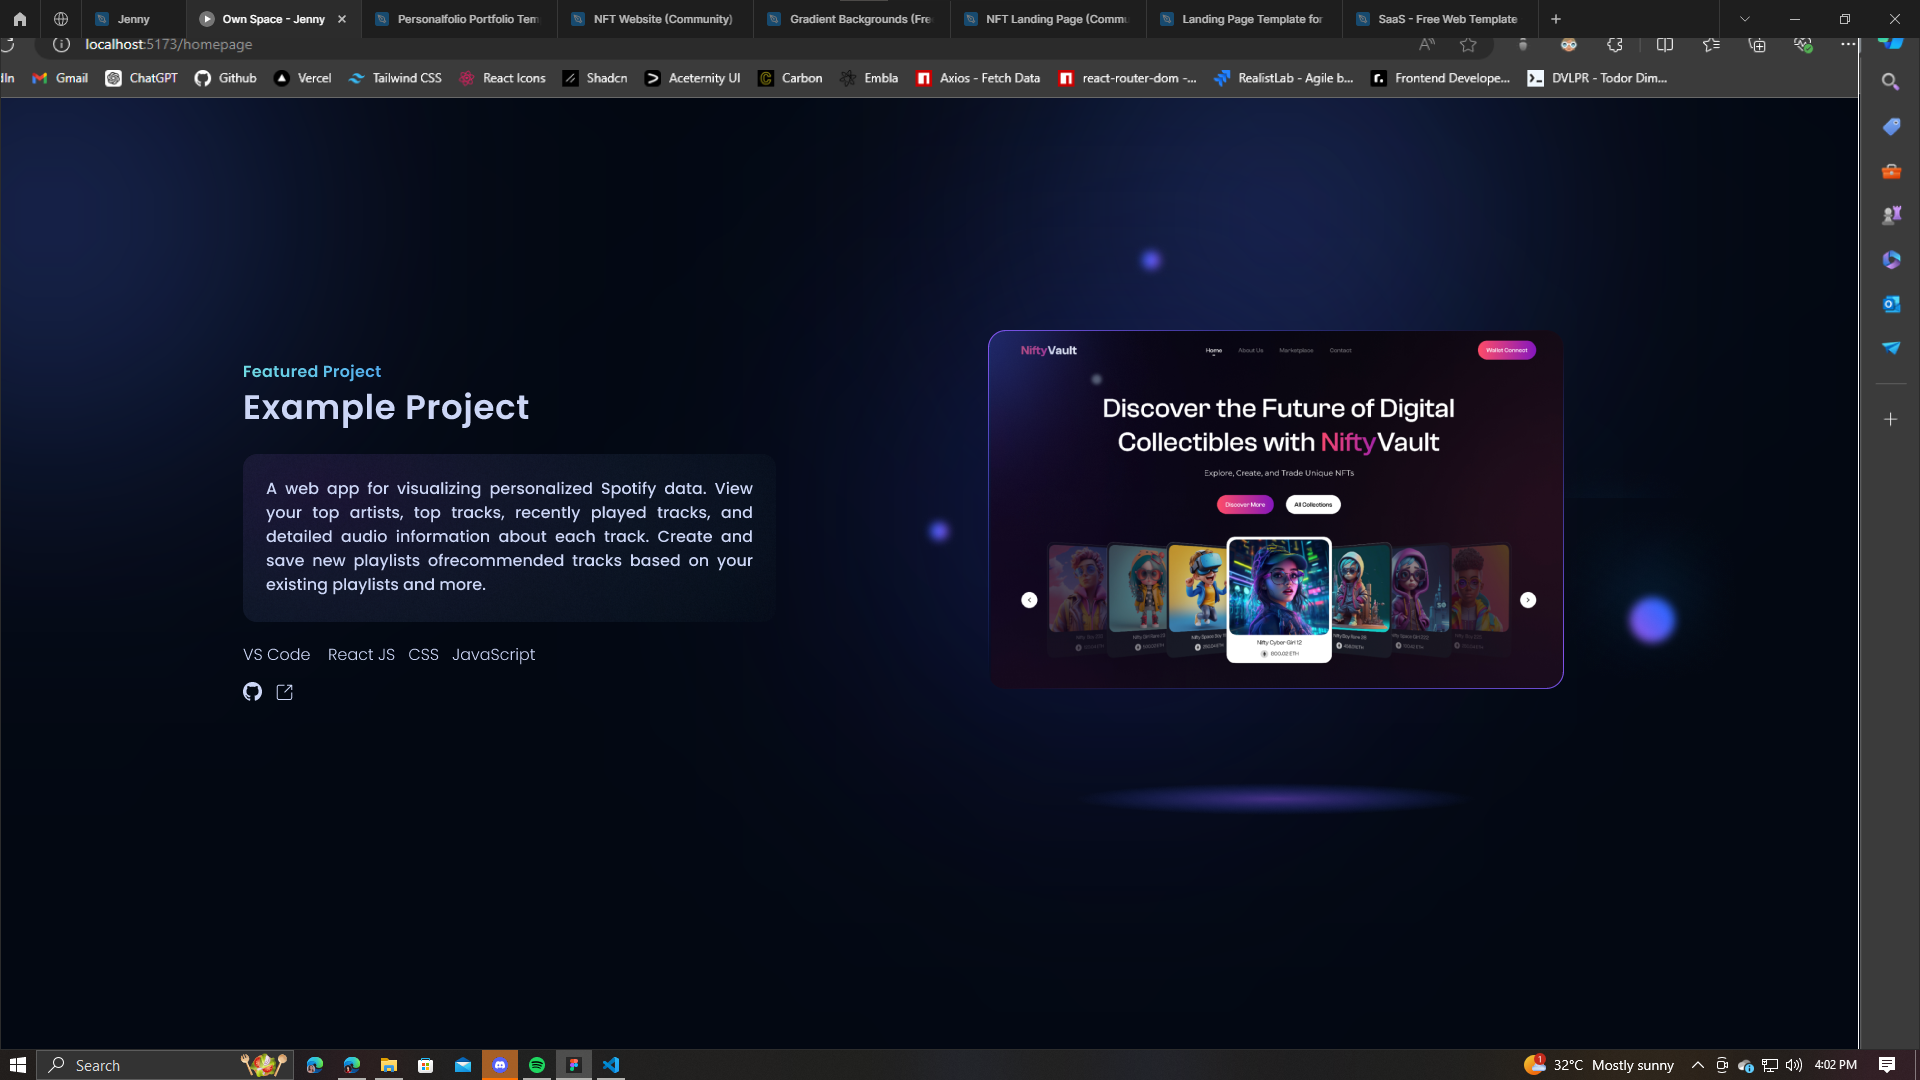 Jenny
Own Space - Jenny
Personalfolio Portfolio Tem
NFT Website (Community)
Gradient Backgrounds (Fre
NFT Landing Page (Commu
Landing Page Template for
SaaS - Free Web Template
localhost:5173/homepage
dIn
Gmail
ChatGPT
Github
Vercel
Tailwind CSS
React Icons
Shadcn
Aceternity UI
Carbon
Embla
Axios - Fetch Data
react-router-dom -...
RealistLab - Agile b...
Frontend Develope...
DVLPR - Todor Dim...
NiftyVault
Home
About Us
Marketplace
Contact
Wallet Connect
Featured Project
Example Project
Discover the Future of Digital
Collectibles with NiftyVault
Explore, Create, and Trade Unique NFTs
Discover More
All Collections
A web app for visualizing personalized Spotify data. View
your top artists, top tracks, recently played tracks, and
detailed audio information about each track. Create and
save new playlists ofrecommended tracks based on your
existing playlists and more.
Nifty Cyber Girl 12
VS Code
React JS
CSS
JavaScript
Search
1
32°C
Mostly sunny
4:02 PM